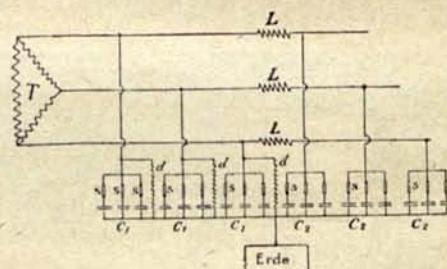 L
T L
L
d d d
s s s s s s s s
C₁ C₁ C₁ C₂ C₂ C₂
Erde